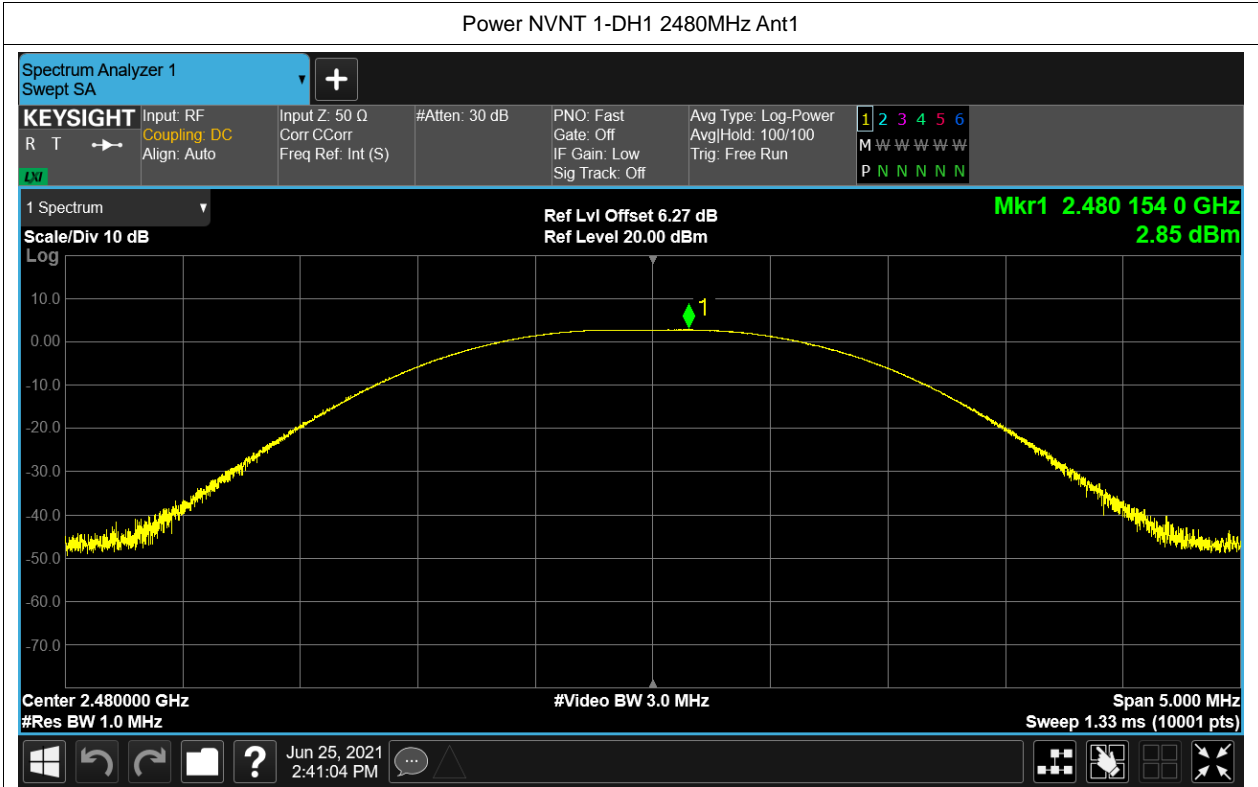 Power NVNT 1-DH1 2480MHz Ant1
Spectrum Analyzer 1
Swept SA
▼
+
KEYSIGHT
R T
LXI
Input: RF
Coupling: DC
Align: Auto
Input Z: 50 Ω
Corr CCorr
Freq Ref: Int (S)
#Atten: 30 dB
PNO: Fast
Gate: Off
IF Gain: Low
Sig Track: Off
Avg Type: Log-Power
Avg|Hold: 100/100
Trig: Free Run
1 2 3 4 5 6
M W W W W W
P N N N N N
1 Spectrum ▼
Scale/Div 10 dB
Log
Ref Lvl Offset 6.27 dB
Ref Level 20.00 dBm
Mkr1 2.480 154 0 GHz
2.85 dBm
1
10.0
0.00
-10.0
-20.0
-30.0
-40.0
-50.0
-60.0
-70.0
Center 2.480000 GHz
#Res BW 1.0 MHz
#Video BW 3.0 MHz
Span 5.000 MHz
Sweep 1.33 ms (10001 pts)
?
Jun 25, 2021
2:41:04 PM